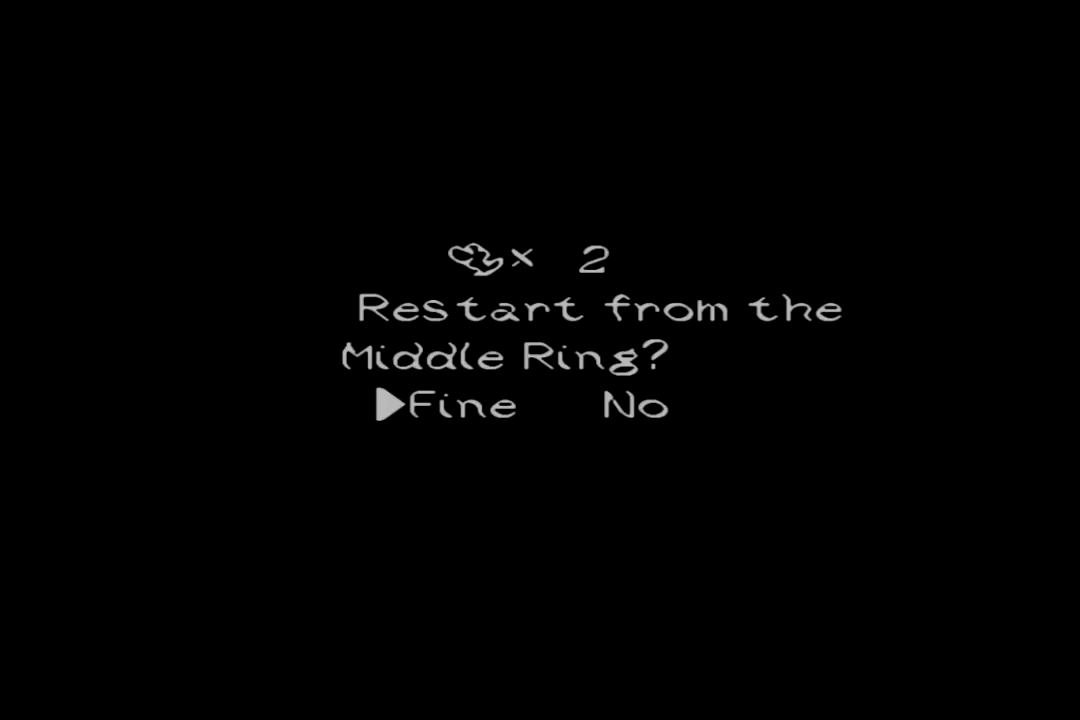 × 2
Restart from the
Middle Ring?
▶Fine No